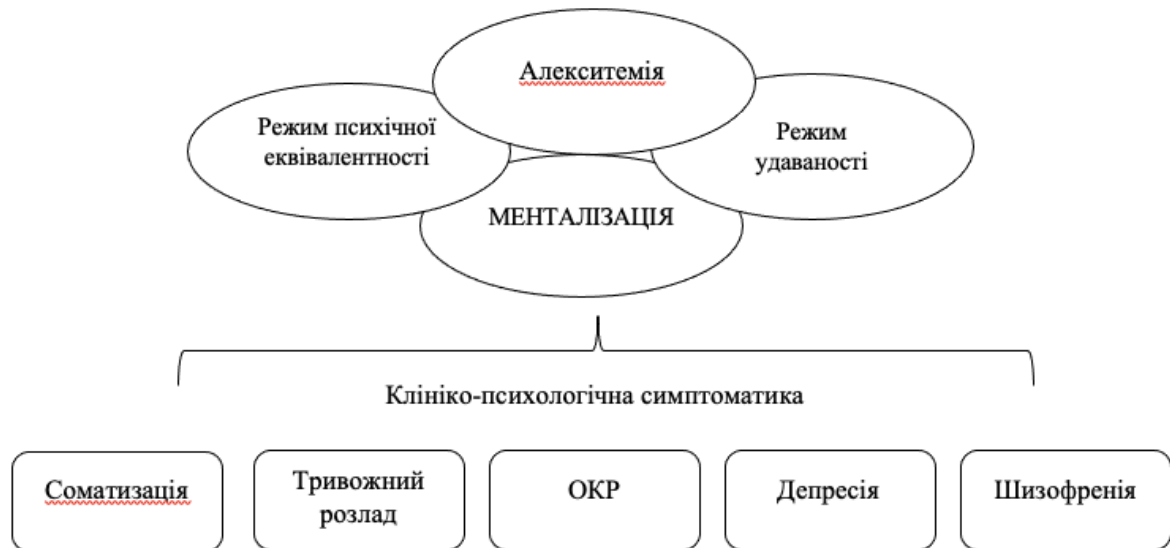 Алекситемія
Режим психічної
еквівалентності
Режим
удаваності
МЕНТАЛІЗАЦІЯ
Клініко-психологічна симптоматика
Соматизація
Тривожний
розлад
ОКР
Депресія
Шизофренія